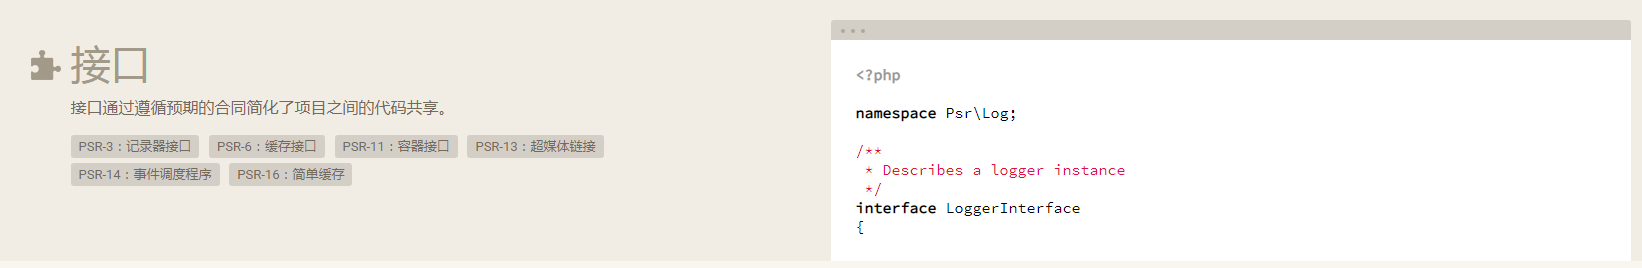 接口
接口通过遵循预期的合同简化了项目之间的代码共享。
PSR-3：记录器接口 PSR-6：缓存接口 PSR-11：容器接口 PSR-13：超媒体链接
PSR-14：事件调度程序 PSR-16：简单缓存
<?php
namespace Psr\Log;
/**
 * Describes a logger instance
 */
interface LoggerInterface
{